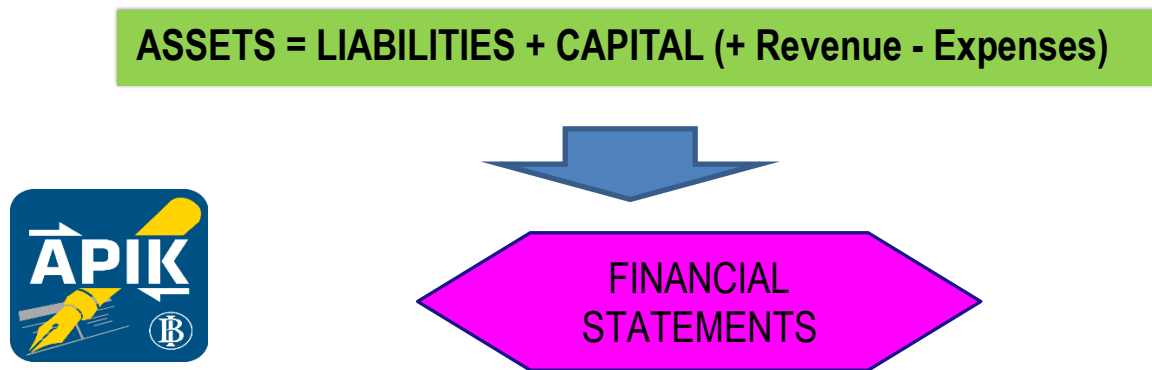 ASSETS = LIABILITIES + CAPITAL (+ Revenue - Expenses)
APIK
FINANCIAL
STATEMENTS